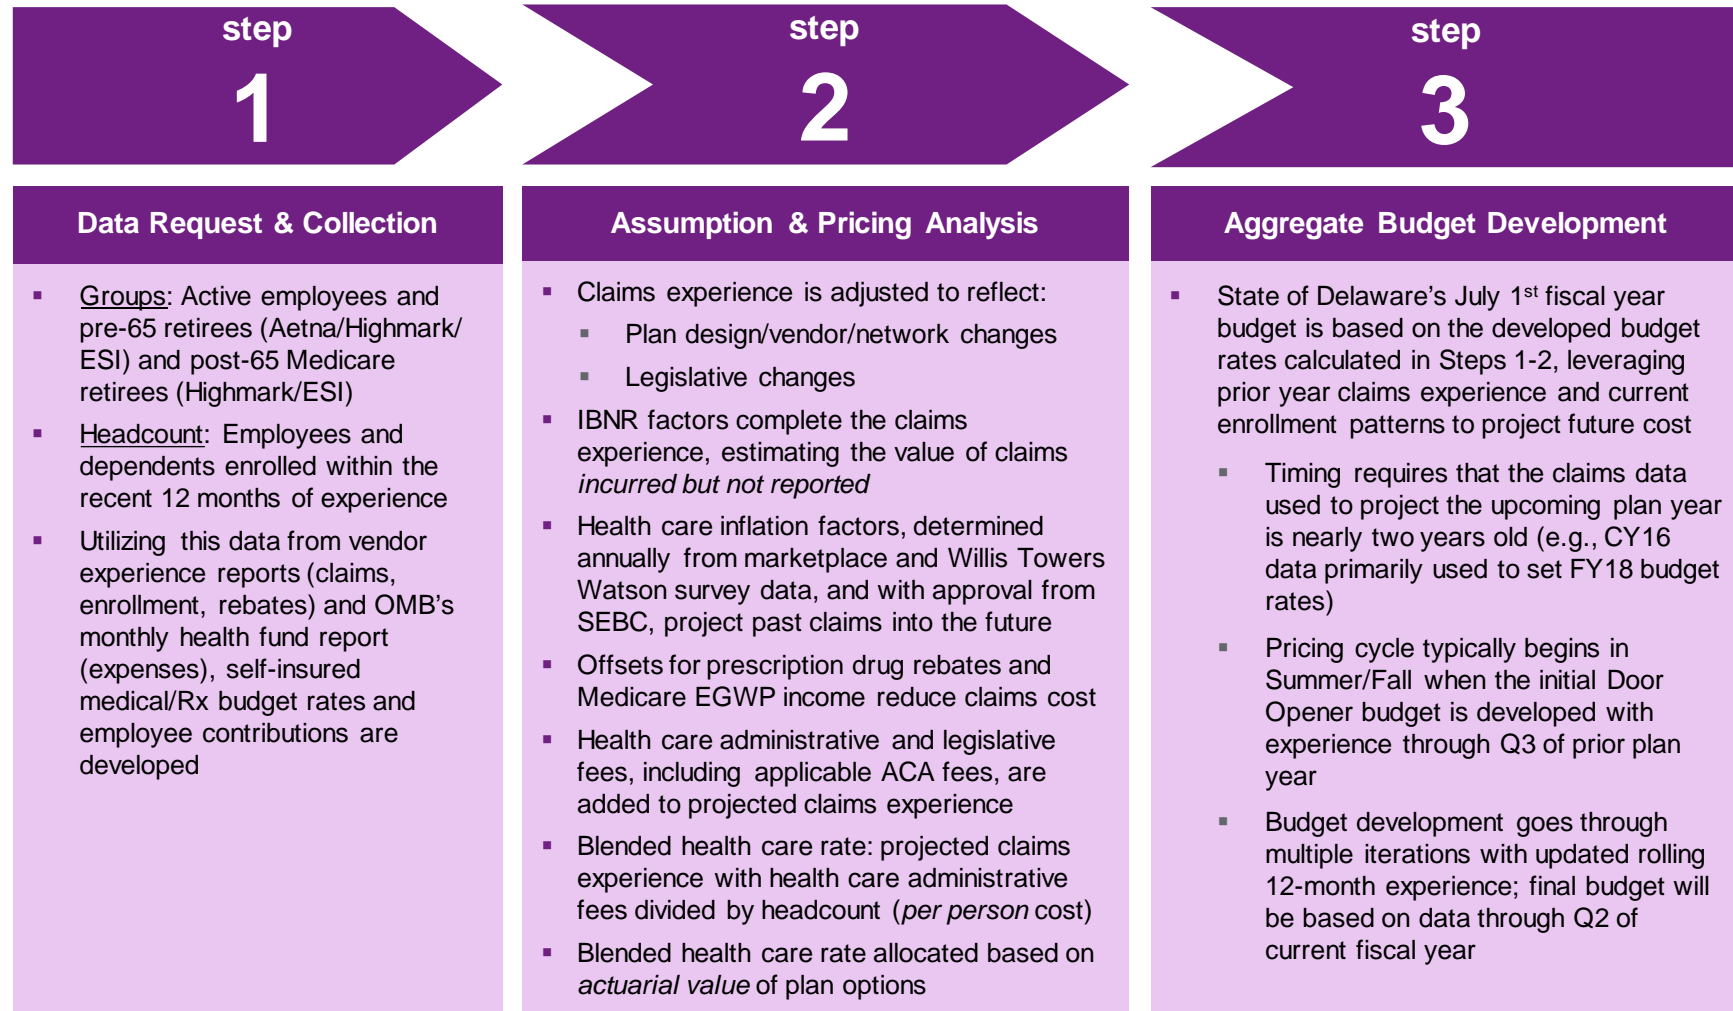 step
1
step
2
step
3
Data Request & Collection
▪ Groups: Active employees and
pre-65 retirees (Aetna/Highmark/
ESI) and post-65 Medicare
retirees (Highmark/ESI)
▪ Headcount: Employees and
dependents enrolled within the
recent 12 months of experience
▪ Utilizing this data from vendor
experience reports (claims,
enrollment, rebates) and OMB's
monthly health fund report
(expenses), self-insured
medical/Rx budget rates and
employee contributions are
developed
Assumption & Pricing Analysis
▪ Claims experience is adjusted to reflect:
▪ Plan design/vendor/network changes
▪ Legislative changes
▪ IBNR factors complete the claims
experience, estimating the value of claims
incurred but not reported
▪ Health care inflation factors, determined
annually from marketplace and Willis Towers
Watson survey data, and with approval from
SEBC, project past claims into the future
▪ Offsets for prescription drug rebates and
Medicare EGWP income reduce claims cost
▪ Health care administrative and legislative
fees, including applicable ACA fees, are
added to projected claims experience
▪ Blended health care rate: projected claims
experience with health care administrative
fees divided by headcount (per person cost)
▪ Blended health care rate allocated based on
actuarial value of plan options
Aggregate Budget Development
▪ State of Delaware's July 1st fiscal year
budget is based on the developed budget
rates calculated in Steps 1-2, leveraging
prior year claims experience and current
enrollment patterns to project future cost
▪ Timing requires that the claims data
used to project the upcoming plan year
is nearly two years old (e.g., CY16
data primarily used to set FY18 budget
rates)
▪ Pricing cycle typically begins in
Summer/Fall when the initial Door
Opener budget is developed with
experience through Q3 of prior plan
year
▪ Budget development goes through
multiple iterations with updated rolling
12-month experience; final budget will
be based on data through Q2 of
current fiscal year